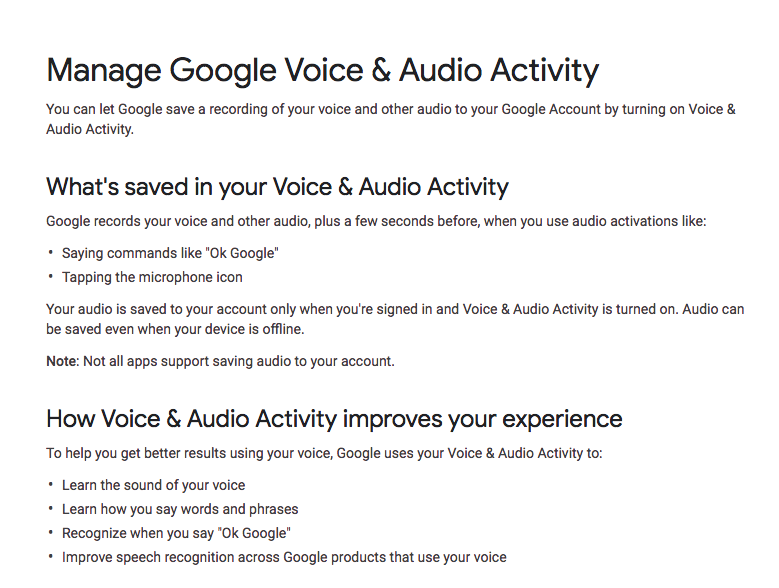 Manage Google Voice & Audio Activity
You can let Google save a recording of your voice and other audio to your Google Account by turning on Voice &
Audio Activity.
What's saved in your Voice & Audio Activity
Google records your voice and other audio, plus a few seconds before, when you use audio activations like:
• Saying commands like "Ok Google"
• Tapping the microphone icon
Your audio is saved to your account only when you're signed in and Voice & Audio Activity is turned on. Audio can
be saved even when your device is offline.
Note: Not all apps support saving audio to your account.
How Voice & Audio Activity improves your experience
To help you get better results using your voice, Google uses your Voice & Audio Activity to:
• Learn the sound of your voice
• Learn how you say words and phrases
• Recognize when you say "Ok Google"
• Improve speech recognition across Google products that use your voice